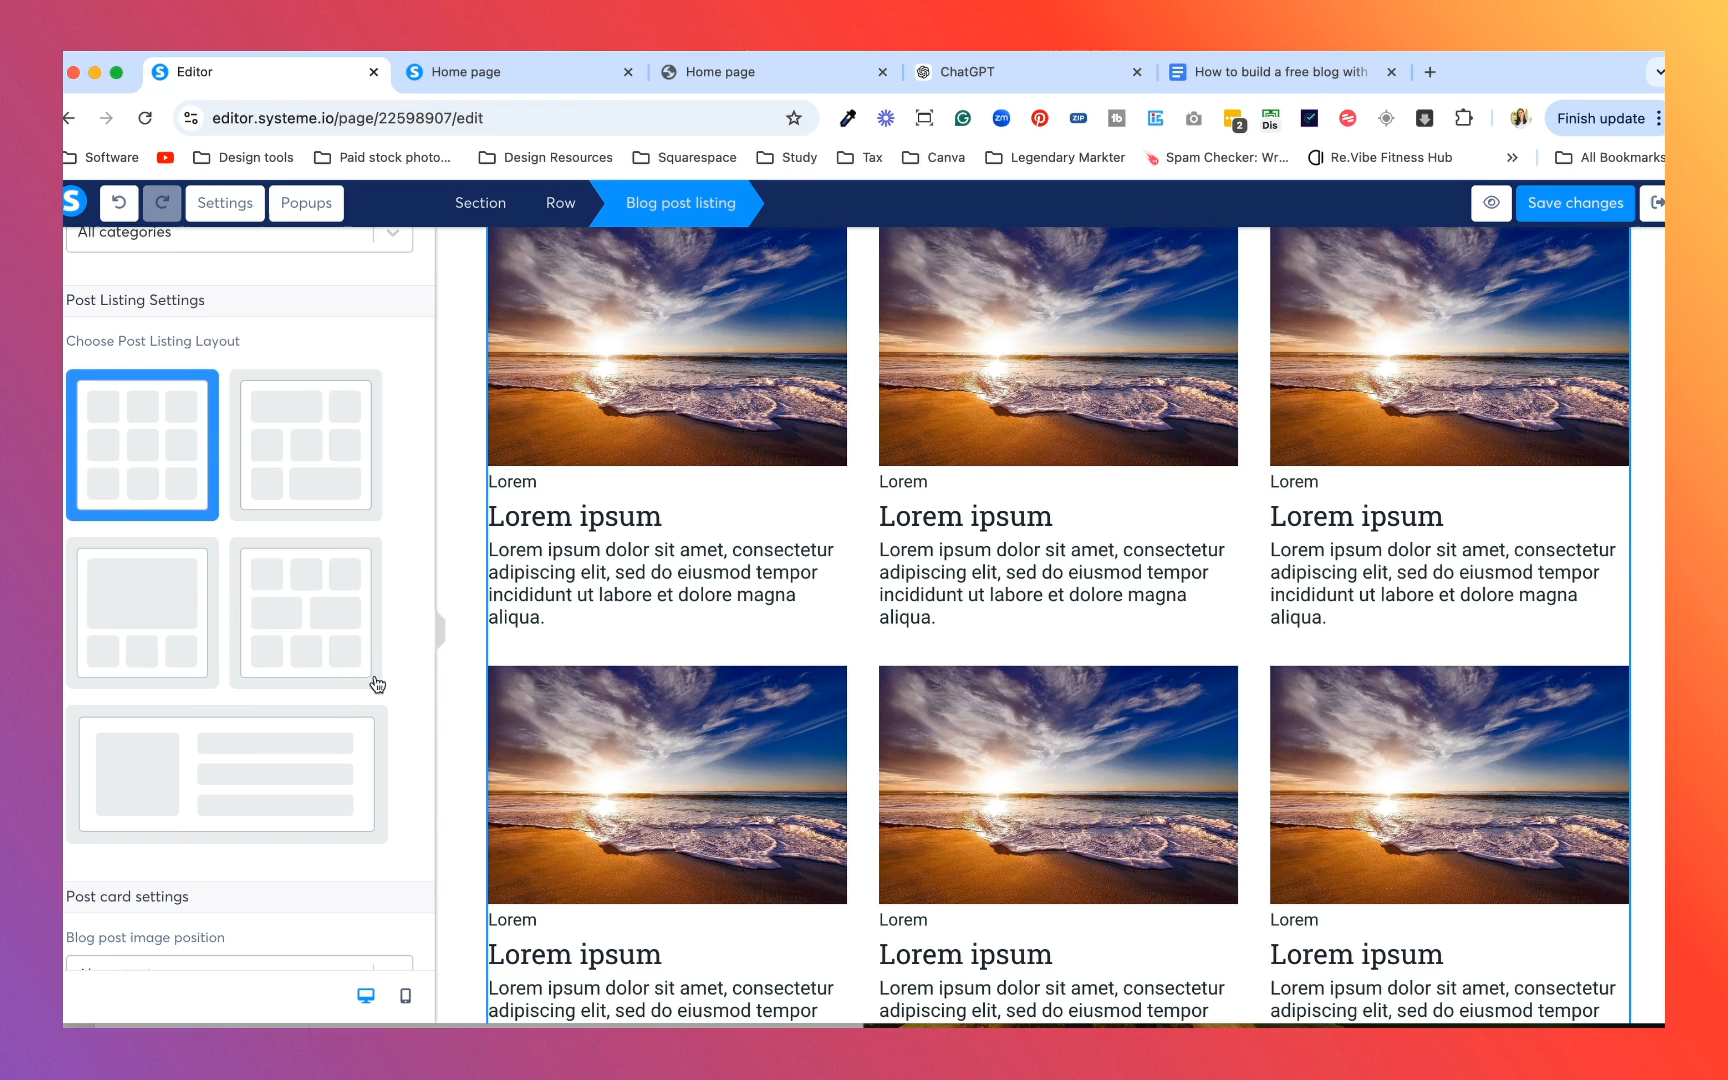 Editor
Home page
Home page
ChatGPT
How to build a free blog with
editor.systeme.io/page/22598907/edit
zm
ZIP
1b
2
Dis
Finish update
Software
Design tools
Paid stock photo...
Design Resources
Squarespace
Study
Tax
Canva
Legendary Markter
Spam Checker: Wr...
Re.Vibe Fitness Hub
All Bookmarks
S
Settings
Popups
Section
Row
Blog post listing
Save changes
All categories
Post Listing Settings
Choose Post Listing Layout
Post card settings
Blog post image position
Lorem
Lorem ipsum
Lorem ipsum dolor sit amet, consectetur
adipiscing elit, sed do eiusmod tempor
incididunt ut labore et dolore magna
aliqua.
Lorem
Lorem ipsum
Lorem ipsum dolor sit amet, consectetur
adipiscing elit, sed do eiusmod tempor
incididunt ut labore et dolore magna
aliqua.
Lorem
Lorem ipsum
Lorem ipsum dolor sit amet, consectetur
adipiscing elit, sed do eiusmod tempor
incididunt ut labore et dolore magna
aliqua.
Lorem
Lorem ipsum
Lorem ipsum dolor sit amet, consectetur
adipiscing elit, sed do eiusmod tempor
Lorem
Lorem ipsum
Lorem ipsum dolor sit amet, consectetur
adipiscing elit, sed do eiusmod tempor
Lorem
Lorem ipsum
Lorem ipsum dolor sit amet, consectetur
adipiscing elit, sed do eiusmod tempor